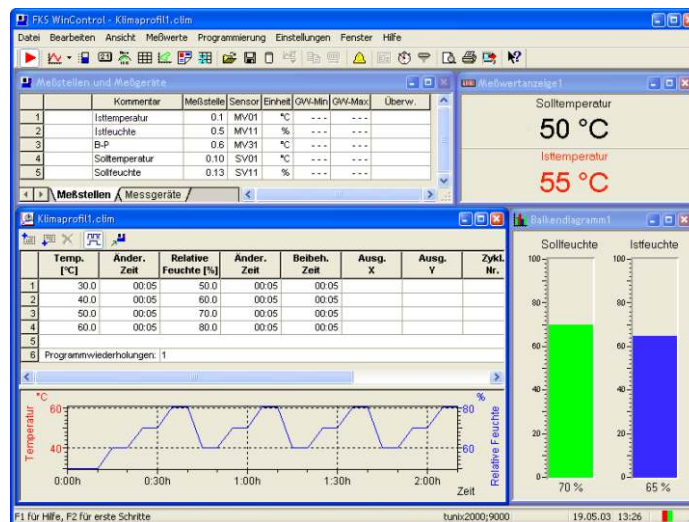 FKS WinControl - Klimaprofil1.clim
Datei Bearbeiten Ansicht Meßwerte Programmierung Einstellungen Fenster Hilfe
Meßstellen und Meßgeräte
Kommentar Meßstelle Sensor Einheit GW-Min GW-Max Überw.
1 Isttemperatur 0.1 MV01 °C - - - - - -
2 Istfeuchte 0.5 MV11 % - - - - - -
3 B-P 0.6 MV31 °C - - - - - -
4 Solltemperatur 0.10 SV01 °C - - - - - -
5 Sollfeuchte 0.13 SV11 % - - - - - -
Meßstellen Messgeräte
Meßwertanzeige1
Solltemperatur
50 °C
Isttemperatur
55 °C
Klimaprofil1.clim
Temp. [°C] Änder. Zeit Relative Feuchte [%] Änder. Zeit Beibeh. Zeit Ausg. X Ausg. Y Zykl. Nr.
1 30.0 00:05 50.0 00:05 00:05
2 40.0 00:05 60.0 00:05 00:05
3 50.0 00:05 70.0 00:05 00:05
4 60.0 00:05 80.0 00:05 00:05
5
6 Programmwiederholungen: 1
°C %
Temperatur
60
40
80
60
Relative Feuchte
0:00h 0:30h 1:00h 1:30h 2:00h
Zeit
Balkendiagramm1
Sollfeuchte Istfeuchte
100 100
80 80
60 60
40 40
20 20
0 0
70 % 65 %
F1 für Hilfe, F2 für erste Schritte tunix2000;9000 19.05.03 13:26